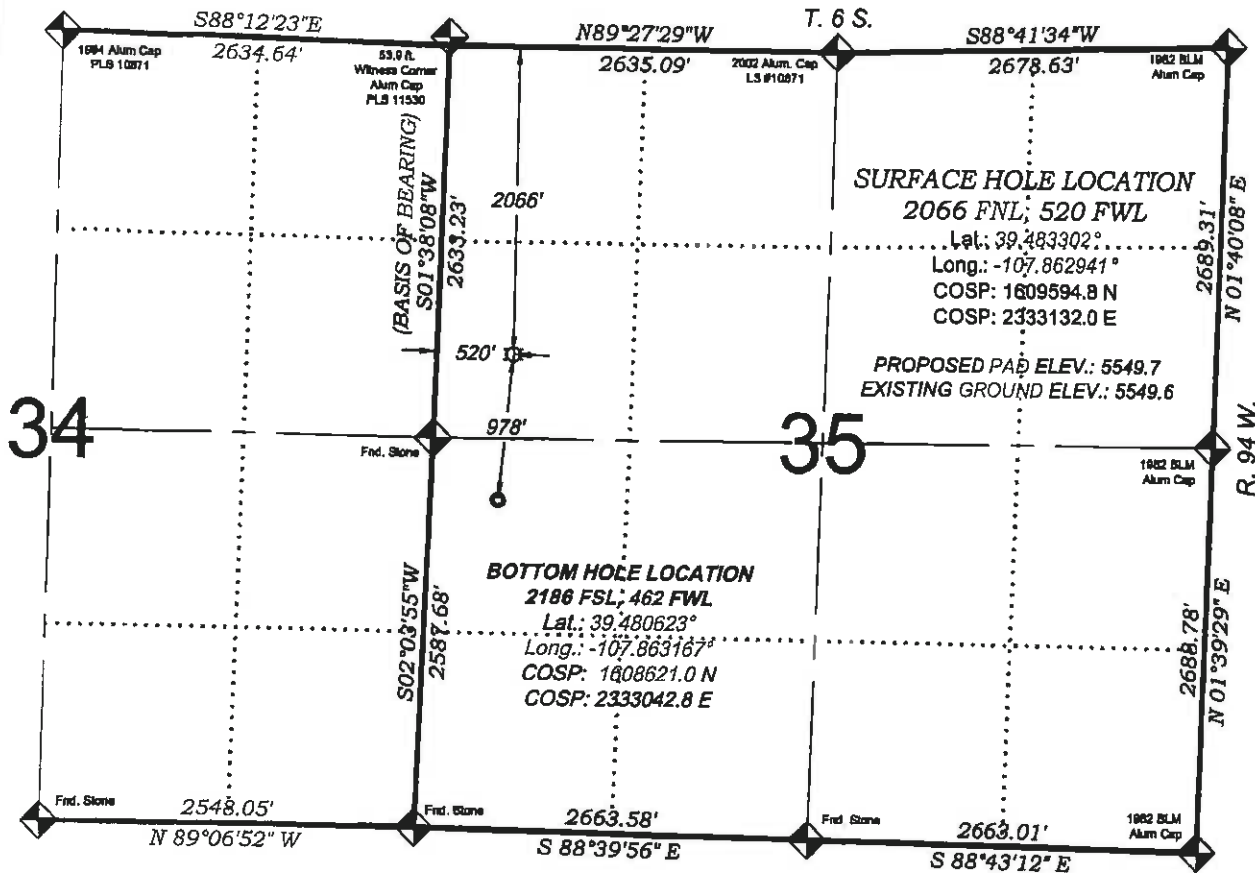 T. 6 S.
S88°12'23"E
N89°27'29"W
S88°41'34"W
1994 Alum Cap
PLS 10871
2634.64'
53.9 ft.
Witness Corner
Alum Cap
PLS 11530
2635.09'
2002 Alum. Cap
LS #10871
2678.63'
1982 BLM
Alum Cap
(BASIS OF BEARING)
S01°38'08"W
2633.23'
2066'
SURFACE HOLE LOCATION
2066 FNL, 520 FWL
Lat.: 39.483302°
Long.: -107.862941°
COSP: 1609594.8 N
COSP: 2333132.0 E
2689.31'
N 01°40'08" E
520'
PROPOSED PAD ELEV.: 5549.7
EXISTING GROUND ELEV.: 5549.6
34
978'
35
R. 94 W.
Fnd. Stone
1982 BLM
Alum Cap
BOTTOM HOLE LOCATION
2186 FSL, 462 FWL
Lat.: 39.480623°
Long.: -107.863167°
COSP: 1608621.0 N
COSP: 2333042.8 E
S02°03'55"W
2587.68'
2688.78'
N 01°39'29" E
Fnd. Stone
2548.05'
N 89°06'52" W
Fnd. Stone
2663.58'
S 88°39'56" E
Fnd Stone
2663.01'
S 88°43'12" E
1982 BLM
Alum Cap